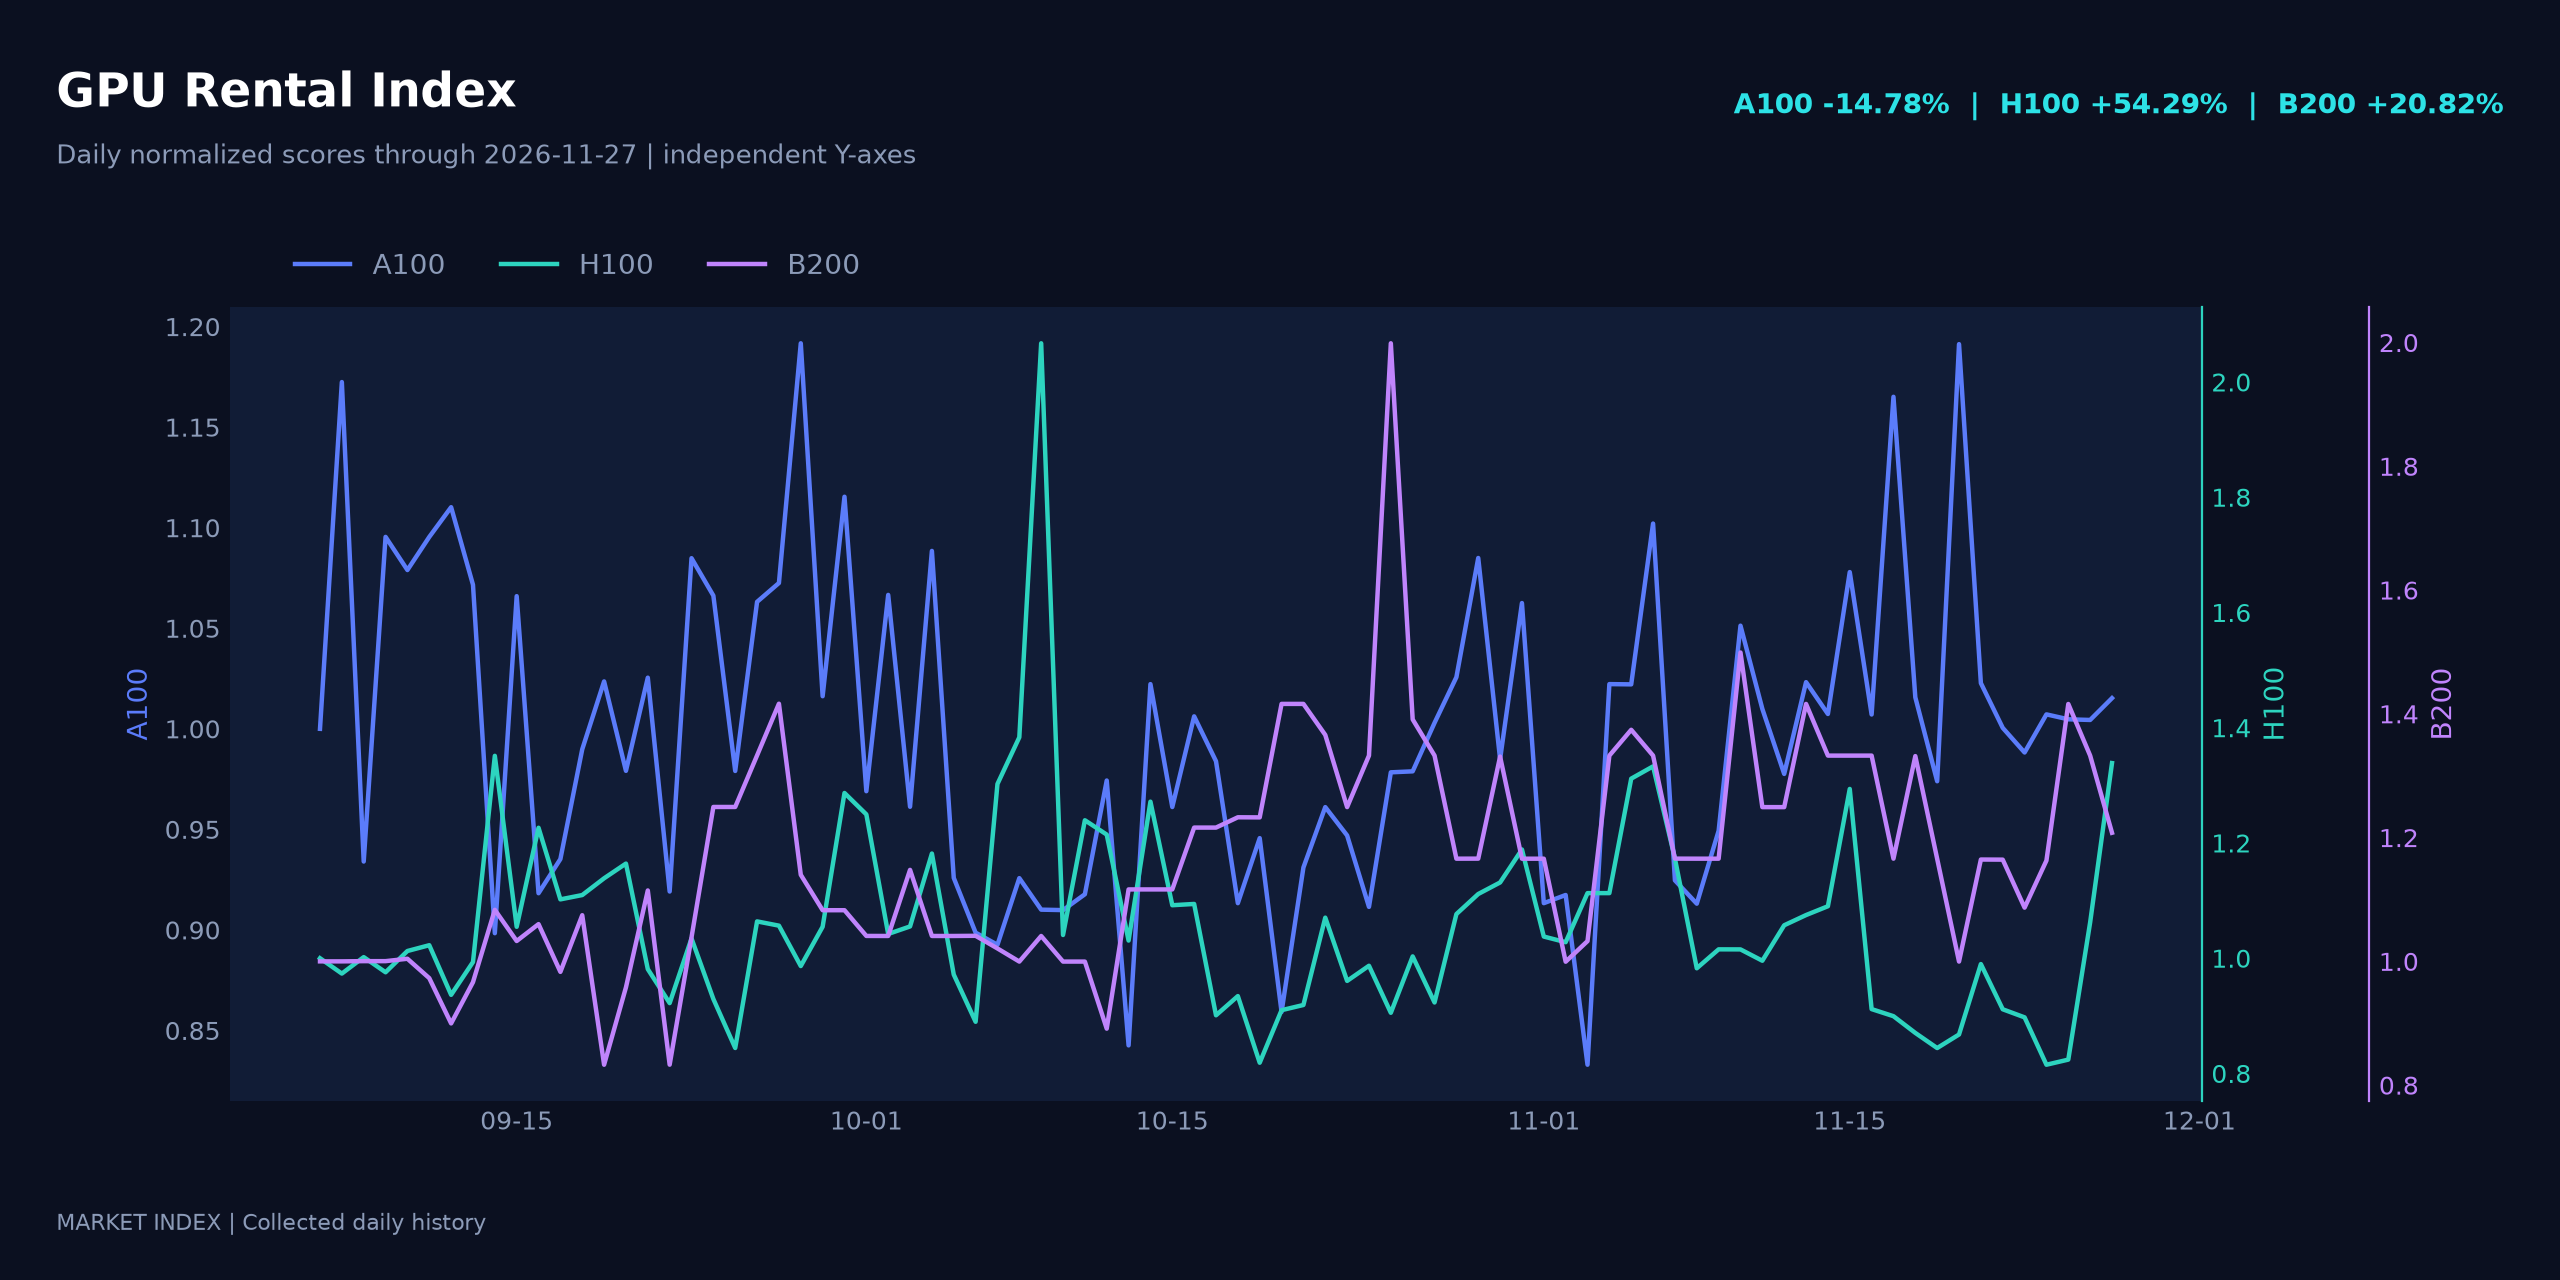 GPU Rental Index
A100 -14.78%  |  H100 +54.29%  |  B200 +20.82%
Daily normalized scores through 2026-11-27 | independent Y-axes
A100
H100
B200
1.20
1.15
1.10
1.05
1.00
0.95
0.90
0.85
A100
2.0
1.8
1.6
1.4
1.2
1.0
0.8
H100
2.0
1.8
1.6
1.4
1.2
1.0
0.8
B200
09-15
10-01
10-15
11-01
11-15
12-01
MARKET INDEX | Collected daily history